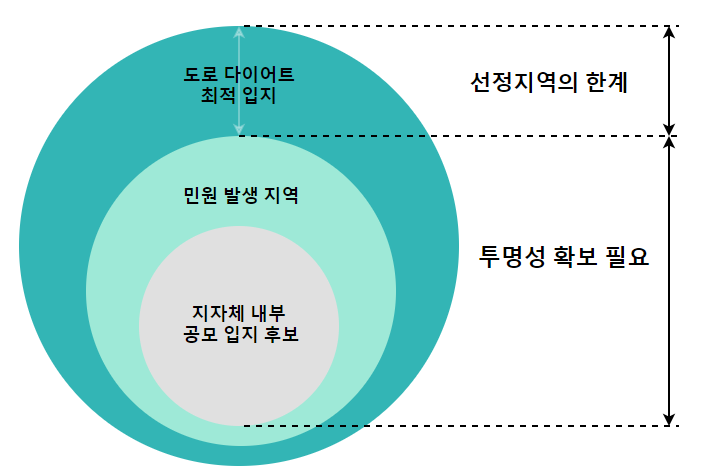 도로 다이어트
최적 입지
선정지역의 한계
민원 발생 지역
투명성 확보 필요
지자체 내부
공모 입지 후보